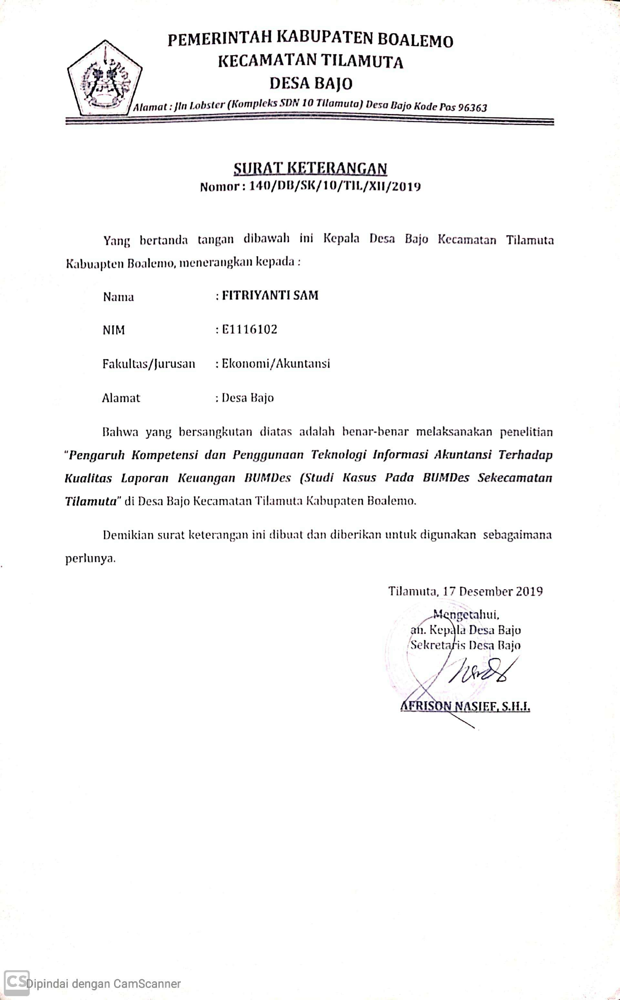 PEMERINTAH KABUPATEN BOALEMO
KECAMATAN TILAMUTA
DESA BAJO
Alamat : Jln Lobster (Kompleks SDN 10 Tilamuta) Desa Bajo Kode Pos 96363
SURAT KETERANGAN
Nomor : 140/DB/SK/10/TIL/XII/2019
Yang bertanda tangan dibawah ini Kepala Desa Bajo Kecamatan Tilamuta
Kabuapten Boalemo, menerangkan kepada :
Nama : FITRIYANTI SAM
NIM : E1116102
Fakultas/Jurusan : Ekonomi/Akuntansi
Alamat : Desa Bajo
Bahwa yang bersangkutan diatas adalah benar-benar melaksanakan penelitian
"Pengaruh Kompetensi dan Penggunaan Teknologi Informasi Akuntansi Terhadap
Kualitas Laporan Keuangan BUMDes (Studi Kasus Pada BUMDes Sekecamatan
Tilamuta" di Desa Bajo Kecamatan Tilamuta Kabupaten Boalemo.
Demikian surat keterangan ini dibuat dan diberikan untuk digunakan sebagaimana
perlunya.
Tilamuta, 17 Desember 2019
Mengetahui,
an. Kepala Desa Bajo
Sekretaris Desa Bajo
AFRISON NASIEF, S.H.I.
CS Dipindai dengan CamScanner